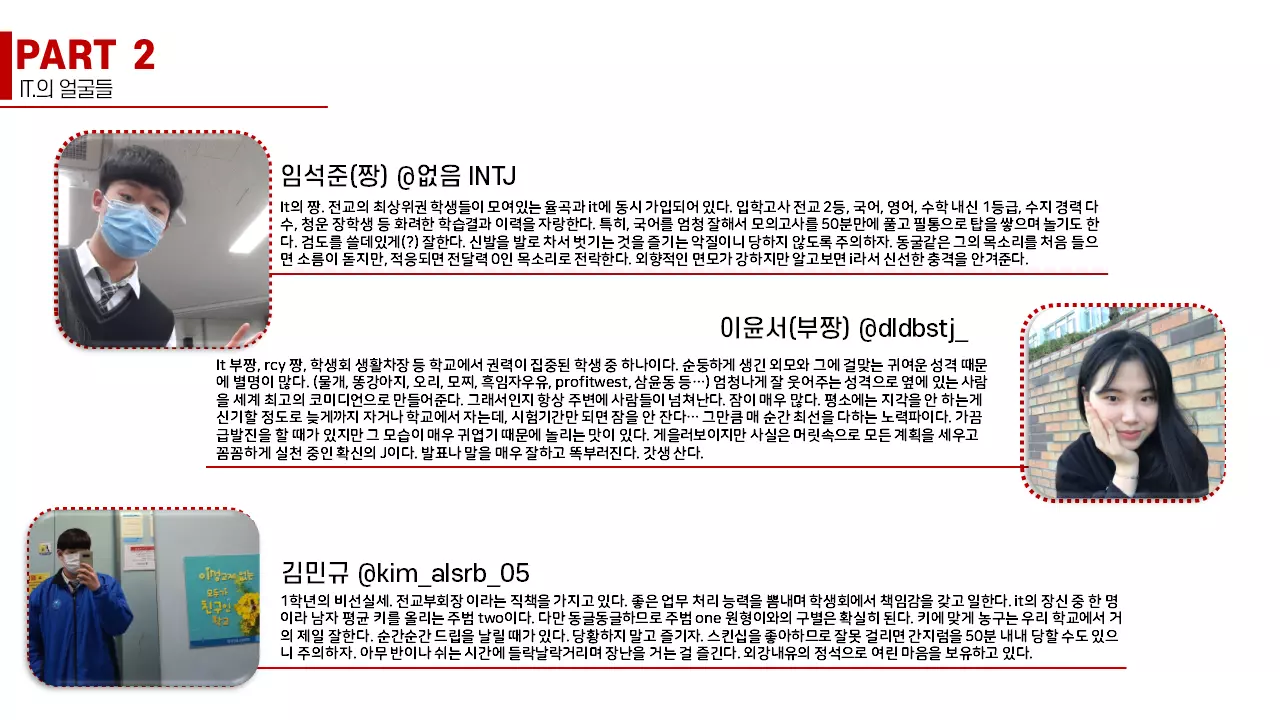 PART 2
IT.의 얼굴들
임석준(짱) @없음 INTJ
It의 짱. 전교의 최상위권 학생들이 모여있는 율곡과 it에 동시 가입되어 있다. 입학고사 전교 2등, 국어, 영어, 수학 내신 1등급, 수지 경력 다
수, 청운 장학생 등 화려한 학습결과 이력을 자랑한다. 특히, 국어를 엄청 잘해서 모의고사를 50분만에 풀고 필통으로 탑을 쌓으며 놀기도 한
다. 검도를 쓸데있게(?) 잘한다. 신발을 발로 차서 벗기는 것을 즐기는 악질이니 당하지 않도록 주의하자. 동굴같은 그의 목소리를 처음 들으
면 소름이 돋지만, 적응되면 전달력 0인 목소리로 전락한다. 외향적인 면모가 강하지만 알고보면 i라서 신선한 충격을 안겨준다.
이윤서(부짱) @dldbstj_
It 부짱, rcy 짱, 학생회 생활차장 등 학교에서 권력이 집중된 학생 중 하나이다. 순둥하게 생긴 외모와 그에 걸맞는 귀여운 성격 때문
에 별명이 많다. (물개, 똥강아지, 오리, 모찌, 흑임자우유, profitwest, 삼윤동 등…) 엄청나게 잘 웃어주는 성격으로 옆에 있는 사람
을 세계 최고의 코미디언으로 만들어준다. 그래서인지 항상 주변에 사람들이 넘쳐난다. 잠이 매우 많다. 평소에는 지각을 안 하는게
신기할 정도로 늦게까지 자거나 학교에서 자는데, 시험기간만 되면 잠을 안 잔다… 그만큼 매 순간 최선을 다하는 노력파이다. 가끔
급발진을 할 때가 있지만 그 모습이 매우 귀엽기 때문에 놀리는 맛이 있다. 게을러보이지만 사실은 머릿속으로 모든 계획을 세우고
꼼꼼하게 실천 중인 확신의 J이다. 발표나 말을 매우 잘하고 똑부러진다. 갓생 산다.
이멍교제 없는
모두가
친구인
학교
김민규 @kim_alsrb_05
1학년의 비선실세. 전교부회장 이라는 직책을 가지고 있다. 좋은 업무 처리 능력을 뽐내며 학생회에서 책임감을 갖고 일한다. it의 장신 중 한 명
이라 남자 평균 키를 올리는 주범 two이다. 다만 동글동글하므로 주범 one 원형이와의 구별은 확실히 된다. 키에 맞게 농구는 우리 학교에서 거
의 제일 잘한다. 순간순간 드립을 날릴 때가 있다. 당황하지 말고 즐기자. 스킨십을 좋아하므로 잘못 걸리면 간지럼을 50분 내내 당할 수도 있으
니 주의하자. 아무 반이나 쉬는 시간에 들락날락거리며 장난을 거는 걸 즐긴다. 외강내유의 정석으로 여린 마음을 보유하고 있다.